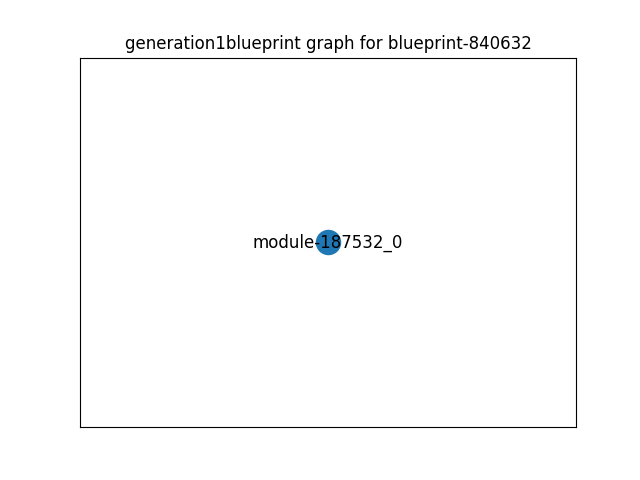 generation1blueprint graph for blueprint-840632
module-187532_0